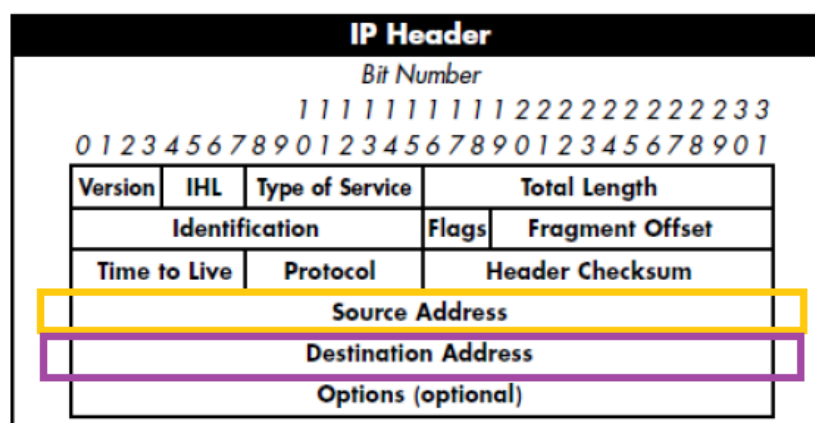 IP Header
Bit Number
1 1 1 1 1 1 1 1 1 1 2 2 2 2 2 2 2 2 2 2 3 3
0 1 2 3 4 5 6 7 8 9 0 1 2 3 4 5 6 7 8 9 0 1 2 3 4 5 6 7 8 9 0 1
Version IHL Type of Service Total Length
Identification Flags Fragment Offset
Time to Live Protocol Header Checksum
Source Address
Destination Address
Options (optional)